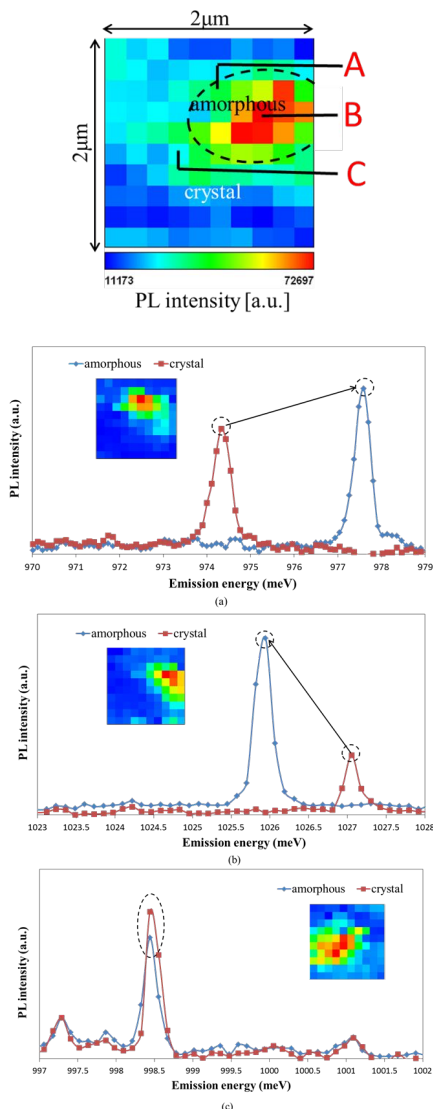 2μm
2μm
A
amorphous
B
C
crystal
11173 72697
PL intensity [a.u.]
amorphous crystal
PL intensity (a.u.)
970 971 972 973 974 975 976 977 978 979
Emission energy (meV)
(a)
amorphous crystal
PL intensity (a.u.)
1023 1023.5 1024 1024.5 1025 1025.5 1026 1026.5 1027 1027.5 1028
Emission energy (meV)
(b)
amorphous crystal
PL intensity (a.u.)
997 997.5 998 998.5 999 999.5 1000 1000.5 1001 1001.5 1002
Emission energy (meV)
(c)